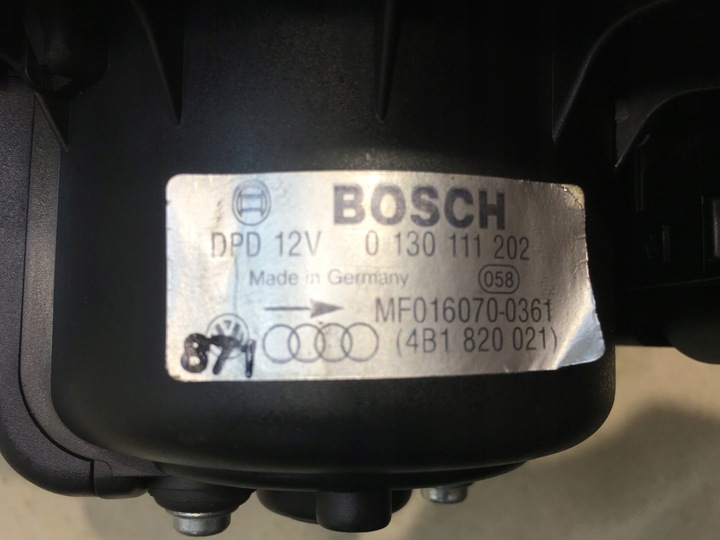 BOSCH
DPD 12V 0 130 111 202
Made in Germany 058
MF016070-0361
871 (4B1 820 021)